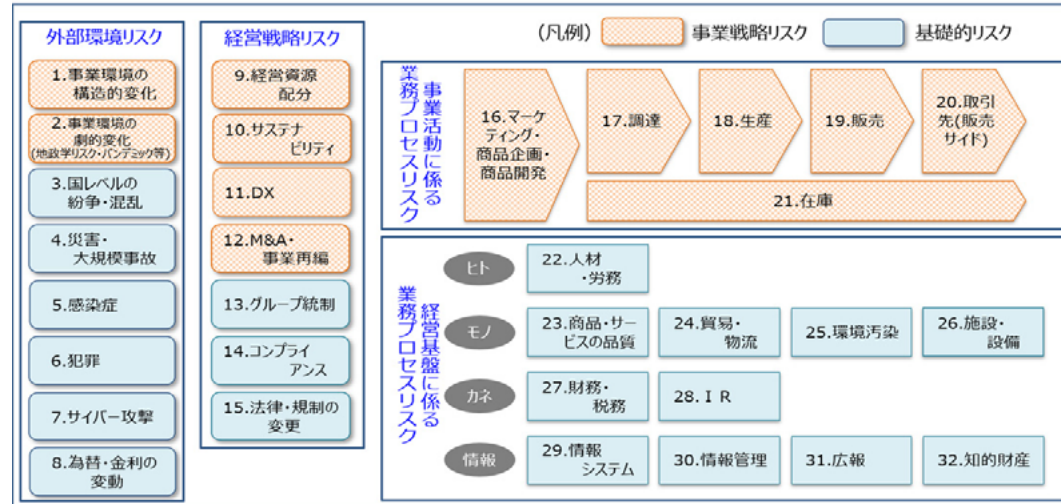 外部環境リスク
1.事業環境の
構造的変化
2.事業環境の
劇的変化
(地政学リスク・パンデミック等)
3.国レベルの
紛争・混乱
4.災害・
大規模事故
5.感染症
6.犯罪
7.サイバー攻撃
8.為替・金利の
変動
経営戦略リスク
9.経営資源
配分
10.サステナ
ビリティ
11.DX
12.M&A・
事業再編
13.グループ統制
14.コンプライ
アンス
15.法律・規制の
変更
(凡例)
事業戦略リスク
基礎的リスク
事業活動に係る
業務プロセスリスク
16.マーケ
ティング・
商品企画・
商品開発
17.調達
18.生産
19.販売
20.取引
先(販売
サイド)
21.在庫
経営基盤に係る
業務プロセスリスク
ヒト
22.人材
・労務
モノ
23.商品・サー
ビスの品質
24.貿易・
物流
25.環境汚染
26.施設・
設備
カネ
27.財務・
税務
28.ＩＲ
情報
29.情報
システム
30.情報管理
31.広報
32.知的財産